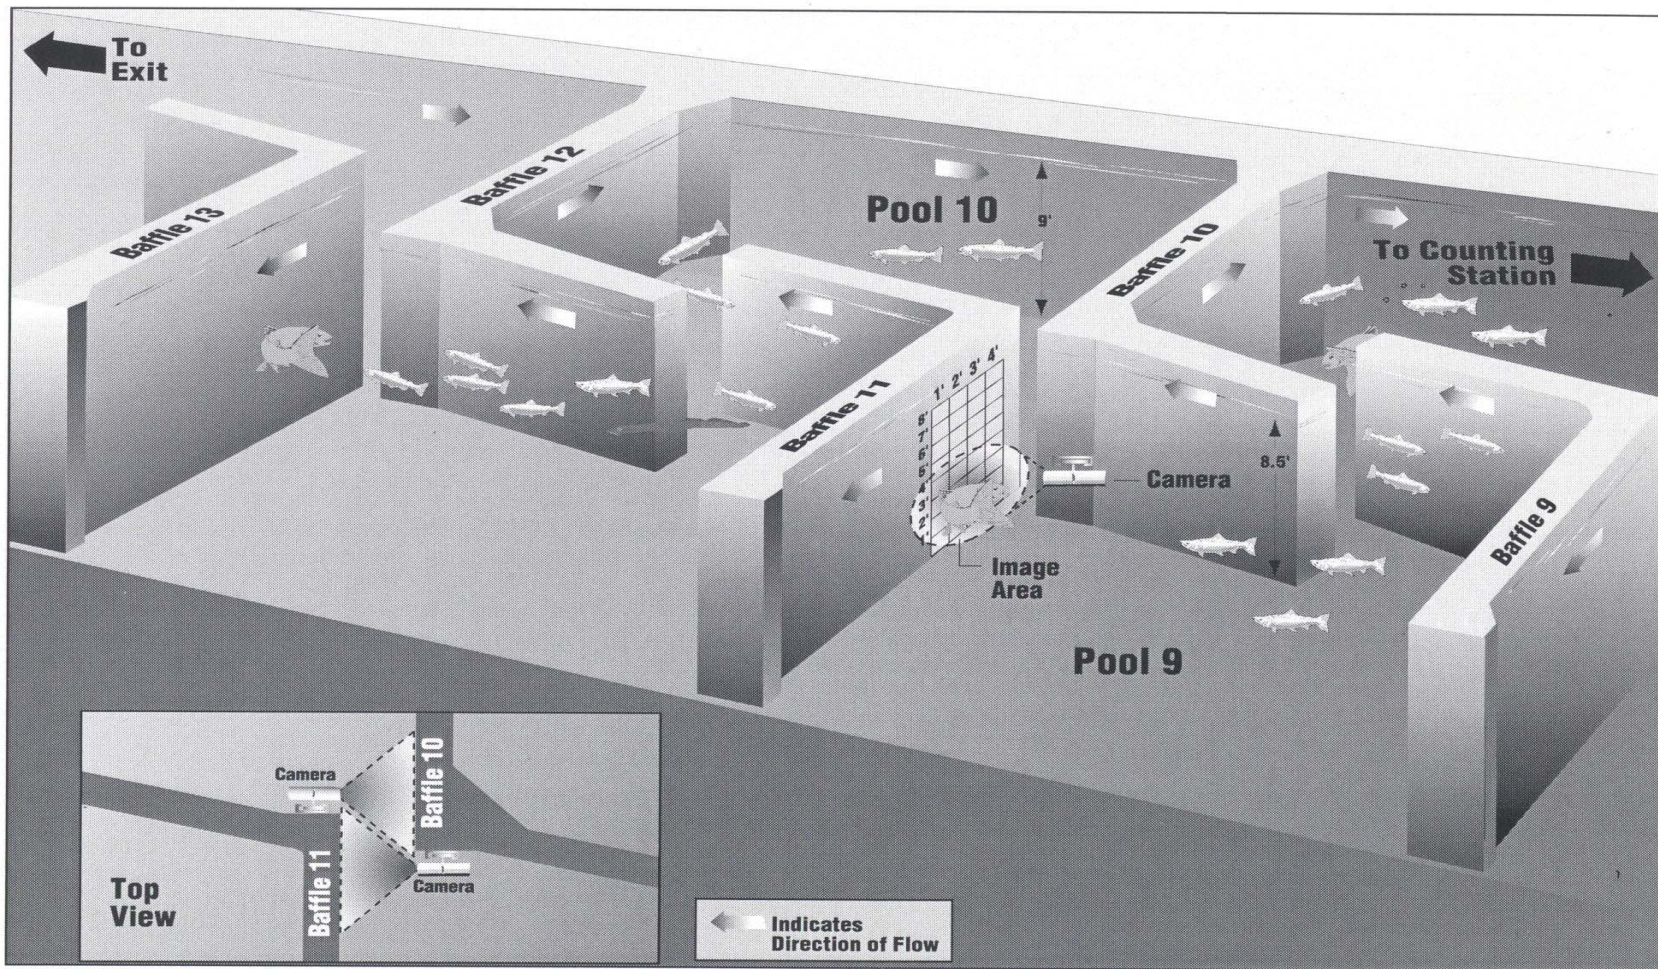 To
Exit
Baffle 13
Baffle 12
Pool 10
9'
Baffle 10
To Counting
Station
Baffle 11
1' 2' 3' 4'
8'
7'
6'
5'
4'
3'
2'
1'
Camera
8.5'
Image
Area
Baffle 9
Pool 9
Camera
Baffle 10
Baffle 11
Camera
Top
View
Indicates
Direction of Flow